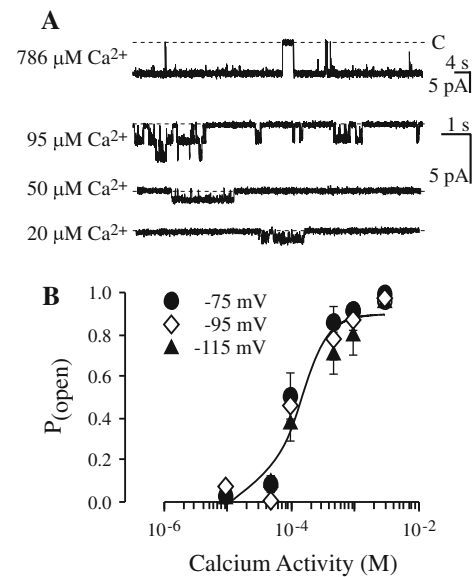 A
786 μM Ca²⁺
C
4 s
5 pA
95 μM Ca²⁺
1 s
5 pA
50 μM Ca²⁺
20 μM Ca²⁺
B
1.0
0.8
0.6
0.4
0.2
0.0
P(open)
-75 mV
-95 mV
-115 mV
10⁻⁶
10⁻⁴
10⁻²
Calcium Activity (M)